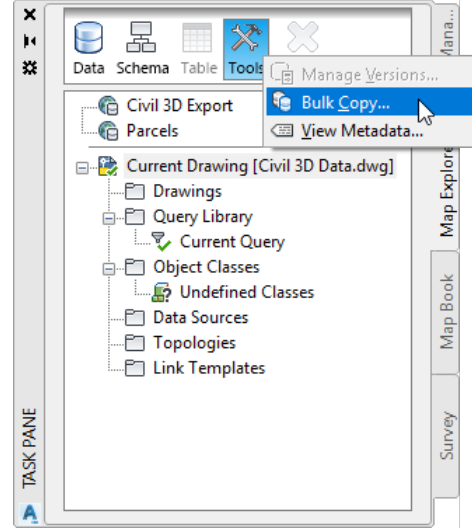 Data Schema Table Tools
Manage Versions...
Bulk Copy...
View Metadata...
Civil 3D Export
Parcels
Current Drawing [Civil 3D Data.dwg]
Drawings
Query Library
Current Query
Object Classes
Undefined Classes
Data Sources
Topologies
Link Templates
Map Book
Survey
TASK PANE